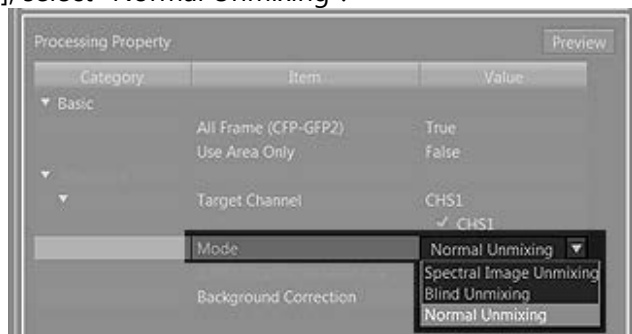 ], select "Normal Unmixing".
Processing Property Preview
Category Item Value
Basic
All Frame (CFP-GFP2) True
Use Area Only False
Target Channel CHS1
✓ CHS1
Mode Normal Unmixing
Spectral Image Unmixing
Blind Unmixing
Background Correction
Normal Unmixing